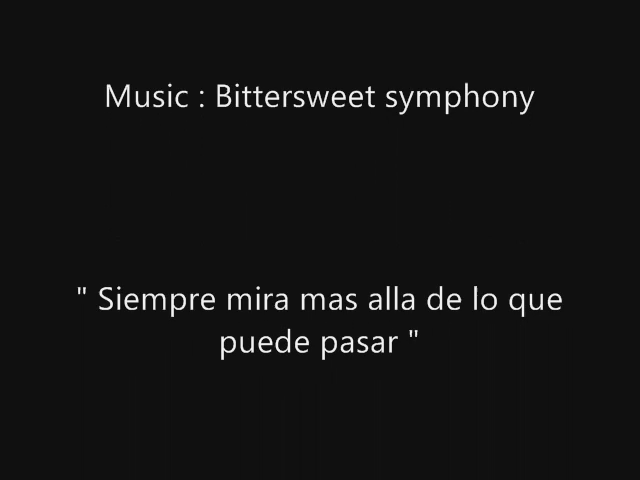 Music : Bittersweet symphony
" Siempre mira mas alla de lo que
puede pasar "